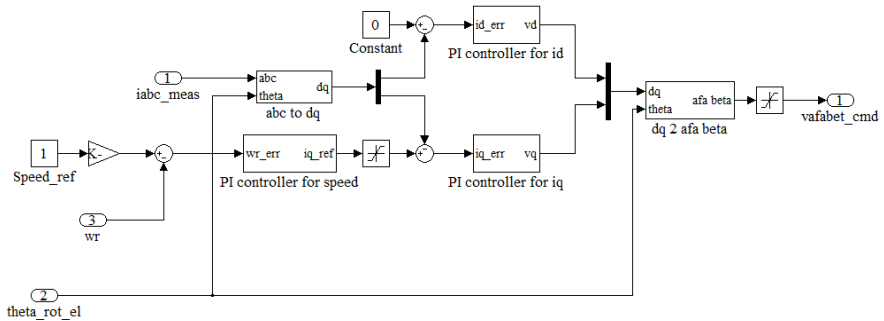 0
Constant
id_err vd
PI controller for id
1
iabc_meas
abc
theta
dq
abc to dq
dq
theta
afa beta
dq 2 afa beta
1
vafabet_cmd
1
Speed_ref
K-
wr_err iq_ref
PI controller for speed
iq_err vq
PI controller for iq
3
wr
2
theta_rot_el